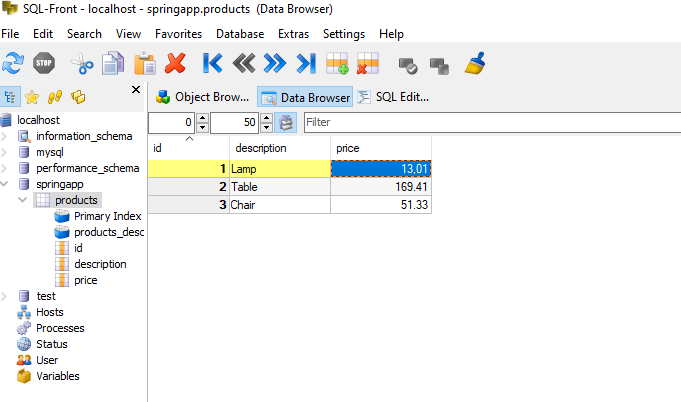 SQL-Front - localhost - springapp.products (Data Browser)
File Edit Search View Favorites Database Extras Settings Help
STOP
Object Brow... Data Browser SQL Edit...
0 50 Filter
localhost
information_schema
mysql
performance_schema
springapp
products
Primary Index
products_desc
id
description
price
test
Hosts
Processes
Status
User
Variables
id description price
1 Lamp 13.01
2 Table 169.41
3 Chair 51.33